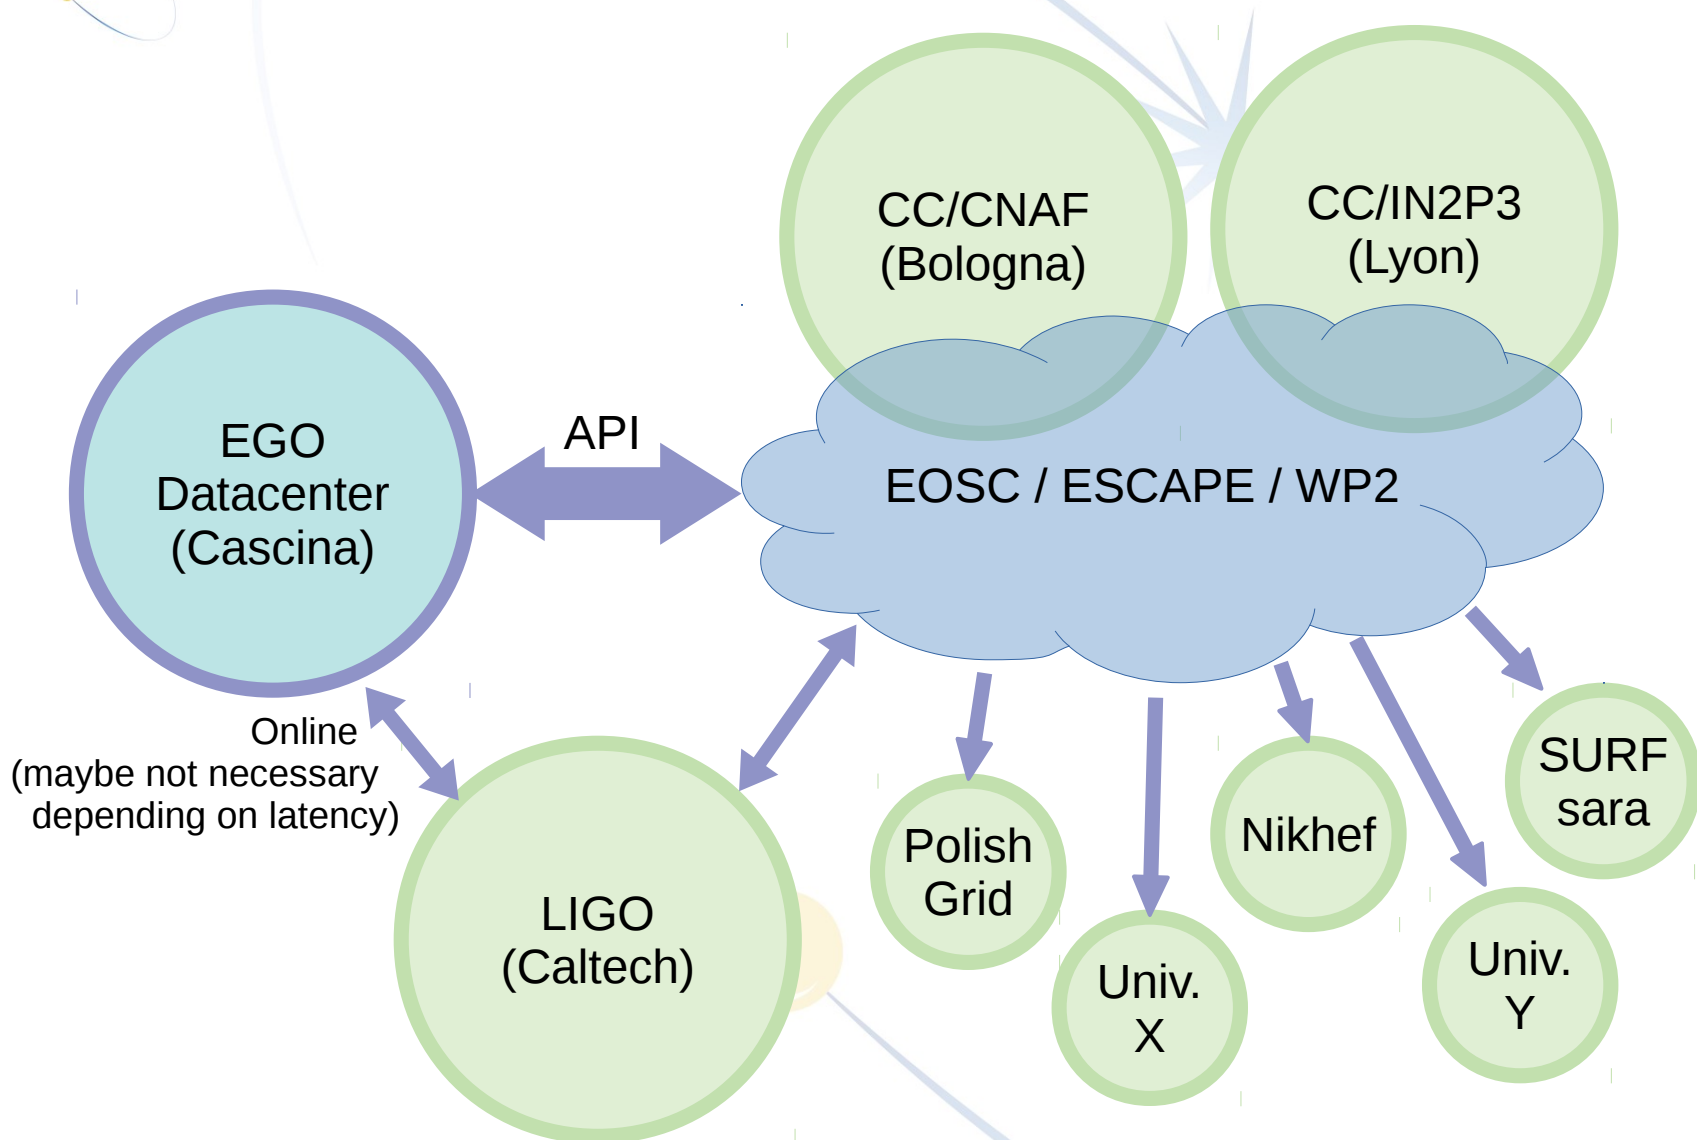 CC/CNAF
(Bologna)
CC/IN2P3
(Lyon)
EGO
Datacenter
(Cascina)
API
EOSC / ESCAPE / WP2
Online
(maybe not necessary
depending on latency)
LIGO
(Caltech)
Polish
Grid
Univ.
X
Nikhef
Univ.
Y
SURF
sara